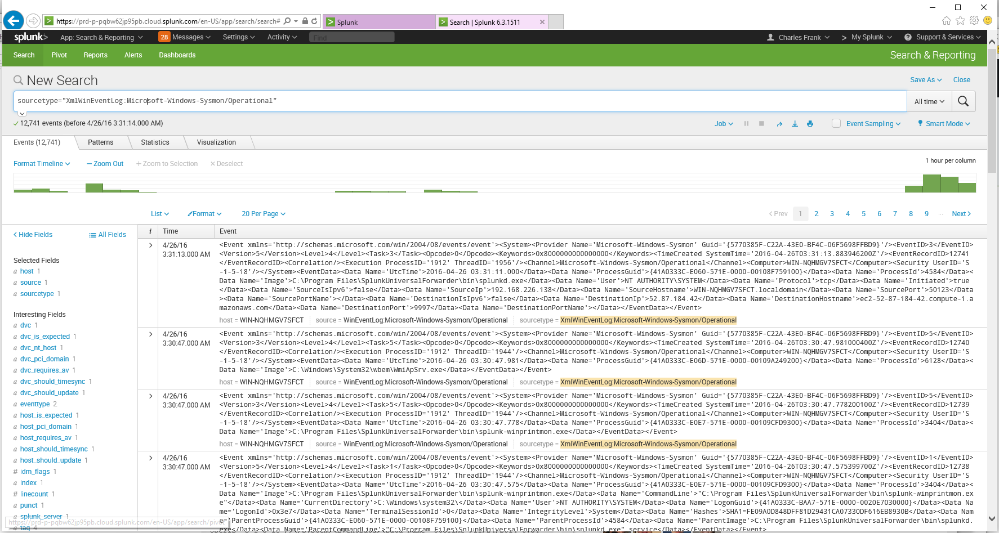 https://prd-p-pqbw62jp95pb.cloud.splunk.com/en-US/app/search/search#
Splunk
Search | Splunk 6.3.1511
splunk>
App: Search & Reporting
28 Messages
Settings
Activity
Find
Charles Frank
> My Splunk
Support & Services
Search
Pivot
Reports
Alerts
Dashboards
Search & Reporting
New Search
Save As
Close
sourcetype="XmlWinEventLog:Microsoft-Windows-Sysmon/Operational"
All time
12,741 events (before 4/26/16 3:31:14.000 AM)
Job
Event Sampling
Smart Mode
Events (12,741)
Patterns
Statistics
Visualization
Format Timeline
— Zoom Out
+ Zoom to Selection
× Deselect
1 hour per column
List
Format
20 Per Page
< Prev 1 2 3 4 5 6 7 8 9 ... Next >
< Hide Fields
All Fields
Selected Fields
a host 1
a source 1
a sourcetype 1
Interesting Fields
a dvc 1
a dvc_is_expected 1
a dvc_nt_host 1
a dvc_pci_domain 1
a dvc_requires_av 1
a dvc_should_timesync 1
a dvc_should_update 1
a eventtype 2
a host_is_expected 1
a host_pci_domain 1
a host_requires_av 1
a host_should_timesync 1
a host_should_update 1
# idm_flags 1
a index 1
# linecount 1
a punct 1
a splunk_server 1
a tag 4
https://prd-p-pqbw62jp95pb.cloud.splunk.com/en-US/app/search/pivot
i Time Event
4/26/16
3:31:13.000 AM
<Event xmlns='http://schemas.microsoft.com/win/2004/08/events/event'><System><Provider Name='Microsoft-Windows-Sysmon' Guid='{5770385F-C22A-43E0-BF4C-06F5698FFBD9}'/><EventID>3</EventID>
<Version>5</Version><Level>4</Level><Task>3</Task><Opcode>0</Opcode><Keywords>0x8000000000000000</Keywords><TimeCreated SystemTime='2016-04-26T03:31:13.883946200Z'/><EventRecordID>12741
</EventRecordID><Correlation/><Execution ProcessID='1912' ThreadID='1956'/><Channel>Microsoft-Windows-Sysmon/Operational</Channel><Computer>WIN-NQHMGV7SFCT</Computer><Security UserID='S
-1-5-18'/></System><EventData><Data Name='UtcTime'>2016-04-26 03:31:11.000</Data><Data Name='ProcessGuid'>{41A0333C-E060-571E-0000-00108F759100}</Data><Data Name='ProcessId'>4584</Data><
Data Name='Image'>C:\Program Files\SplunkUniversalForwarder\bin\splunkd.exe</Data><Data Name='User'>NT AUTHORITY\SYSTEM</Data><Data Name='Protocol'>tcp</Data><Data Name='Initiated'>true
</Data><Data Name='SourceIsIpv6'>false</Data><Data Name='SourceIp'>192.168.226.138</Data><Data Name='SourceHostname'>WIN-NQHMGV7SFCT.localdomain</Data><Data Name='SourcePort'>50123</Data
><Data Name='SourcePortName'></Data><Data Name='DestinationIsIpv6'>false</Data><Data Name='DestinationIp'>52.87.184.42</Data><Data Name='DestinationHostname'>ec2-52-87-184-42.compute-1.a
mazonaws.com</Data><Data Name='DestinationPort'>9997</Data><Data Name='DestinationPortName'></Data></EventData></Event>
host = WIN-NQHMGV7SFCT source = WinEventLog:Microsoft-Windows-Sysmon/Operational sourcetype = XmlWinEventLog:Microsoft-Windows-Sysmon/Operational
4/26/16
3:30:47.000 AM
<Event xmlns='http://schemas.microsoft.com/win/2004/08/events/event'><System><Provider Name='Microsoft-Windows-Sysmon' Guid='{5770385F-C22A-43E0-BF4C-06F5698FFBD9}'/><EventID>5</EventID>
<Version>3</Version><Level>4</Level><Task>5</Task><Opcode>0</Opcode><Keywords>0x8000000000000000</Keywords><TimeCreated SystemTime='2016-04-26T03:30:47.981000400Z'/><EventRecordID>12740
</EventRecordID><Correlation/><Execution ProcessID='1912' ThreadID='1944'/><Channel>Microsoft-Windows-Sysmon/Operational</Channel><Computer>WIN-NQHMGV7SFCT</Computer><Security UserID='S
-1-5-18'/></System><EventData><Data Name='UtcTime'>2016-04-26 03:30:47.981</Data><Data Name='ProcessGuid'>{41A0333C-E06D-571E-0000-00109A249200}</Data><Data Name='ProcessId'>6128</Data><
Data Name='Image'>C:\Windows\System32\wbem\WmiApSrv.exe</Data></EventData></Event>
host = WIN-NQHMGV7SFCT source = WinEventLog:Microsoft-Windows-Sysmon/Operational sourcetype = XmlWinEventLog:Microsoft-Windows-Sysmon/Operational
4/26/16
3:30:47.000 AM
<Event xmlns='http://schemas.microsoft.com/win/2004/08/events/event'><System><Provider Name='Microsoft-Windows-Sysmon' Guid='{5770385F-C22A-43E0-BF4C-06F5698FFBD9}'/><EventID>5</EventID>
<Version>3</Version><Level>4</Level><Task>5</Task><Opcode>0</Opcode><Keywords>0x8000000000000000</Keywords><TimeCreated SystemTime='2016-04-26T03:30:47.778200100Z'/><EventRecordID>12739
</EventRecordID><Correlation/><Execution ProcessID='1912' ThreadID='1944'/><Channel>Microsoft-Windows-Sysmon/Operational</Channel><Computer>WIN-NQHMGV7SFCT</Computer><Security UserID='S
-1-5-18'/></System><EventData><Data Name='UtcTime'>2016-04-26 03:30:47.778</Data><Data Name='ProcessGuid'>{41A0333C-E0E7-571E-0000-00109CFD9300}</Data><Data Name='ProcessId'>3404</Data><
Data Name='Image'>C:\Program Files\SplunkUniversalForwarder\bin\splunk-winprintmon.exe</Data></EventData></Event>
host = WIN-NQHMGV7SFCT source = WinEventLog:Microsoft-Windows-Sysmon/Operational sourcetype = XmlWinEventLog:Microsoft-Windows-Sysmon/Operational
4/26/16
3:30:47.000 AM
<Event xmlns='http://schemas.microsoft.com/win/2004/08/events/event'><System><Provider Name='Microsoft-Windows-Sysmon' Guid='{5770385F-C22A-43E0-BF4C-06F5698FFBD9}'/><EventID>1</EventID>
<Version>5</Version><Level>4</Level><Task>1</Task><Opcode>0</Opcode><Keywords>0x8000000000000000</Keywords><TimeCreated SystemTime='2016-04-26T03:30:47.575399700Z'/><EventRecordID>12738
</EventRecordID><Correlation/><Execution ProcessID='1912' ThreadID='1944'/><Channel>Microsoft-Windows-Sysmon/Operational</Channel><Computer>WIN-NQHMGV7SFCT</Computer><Security UserID='S
-1-5-18'/></System><EventData><Data Name='UtcTime'>2016-04-26 03:30:47.575</Data><Data Name='ProcessGuid'>{41A0333C-E0E7-571E-0000-00109CFD9300}</Data><Data Name='ProcessId'>3404</Data><
Data Name='Image'>C:\Program Files\SplunkUniversalForwarder\bin\splunk-winprintmon.exe</Data><Data Name='CommandLine'>"C:\Program Files\SplunkUniversalForwarder\bin\splunk-winprintmon.ex
e"</Data><Data Name='CurrentDirectory'>C:\Windows\system32\</Data><Data Name='User'>NT AUTHORITY\SYSTEM</Data><Data Name='LogonGuid'>{41A0333C-BAA7-571E-0000-0020E7030000}</Data><Data Na
me='LogonId'>0x3e7</Data><Data Name='TerminalSessionId'>0</Data><Data Name='IntegrityLevel'>System</Data><Data Name='Hashes'>SHA1=FE09A0D848DFF81D29431CA07330DF616EB8930B</Data><Data Nam
e='ParentProcessGuid'>{41A0333C-E060-571E-0000-00108F759100}</Data><Data Name='ParentProcessId'>4584</Data><Data Name='ParentImage'>C:\Program Files\SplunkUniversalForwarder\bin\splunkd.
exe</Data><Data Name='ParentCommandLine'>"C:\Program Files\SplunkUniversalForwarder\bin\splunkd.exe" service</Data></EventData></Event>